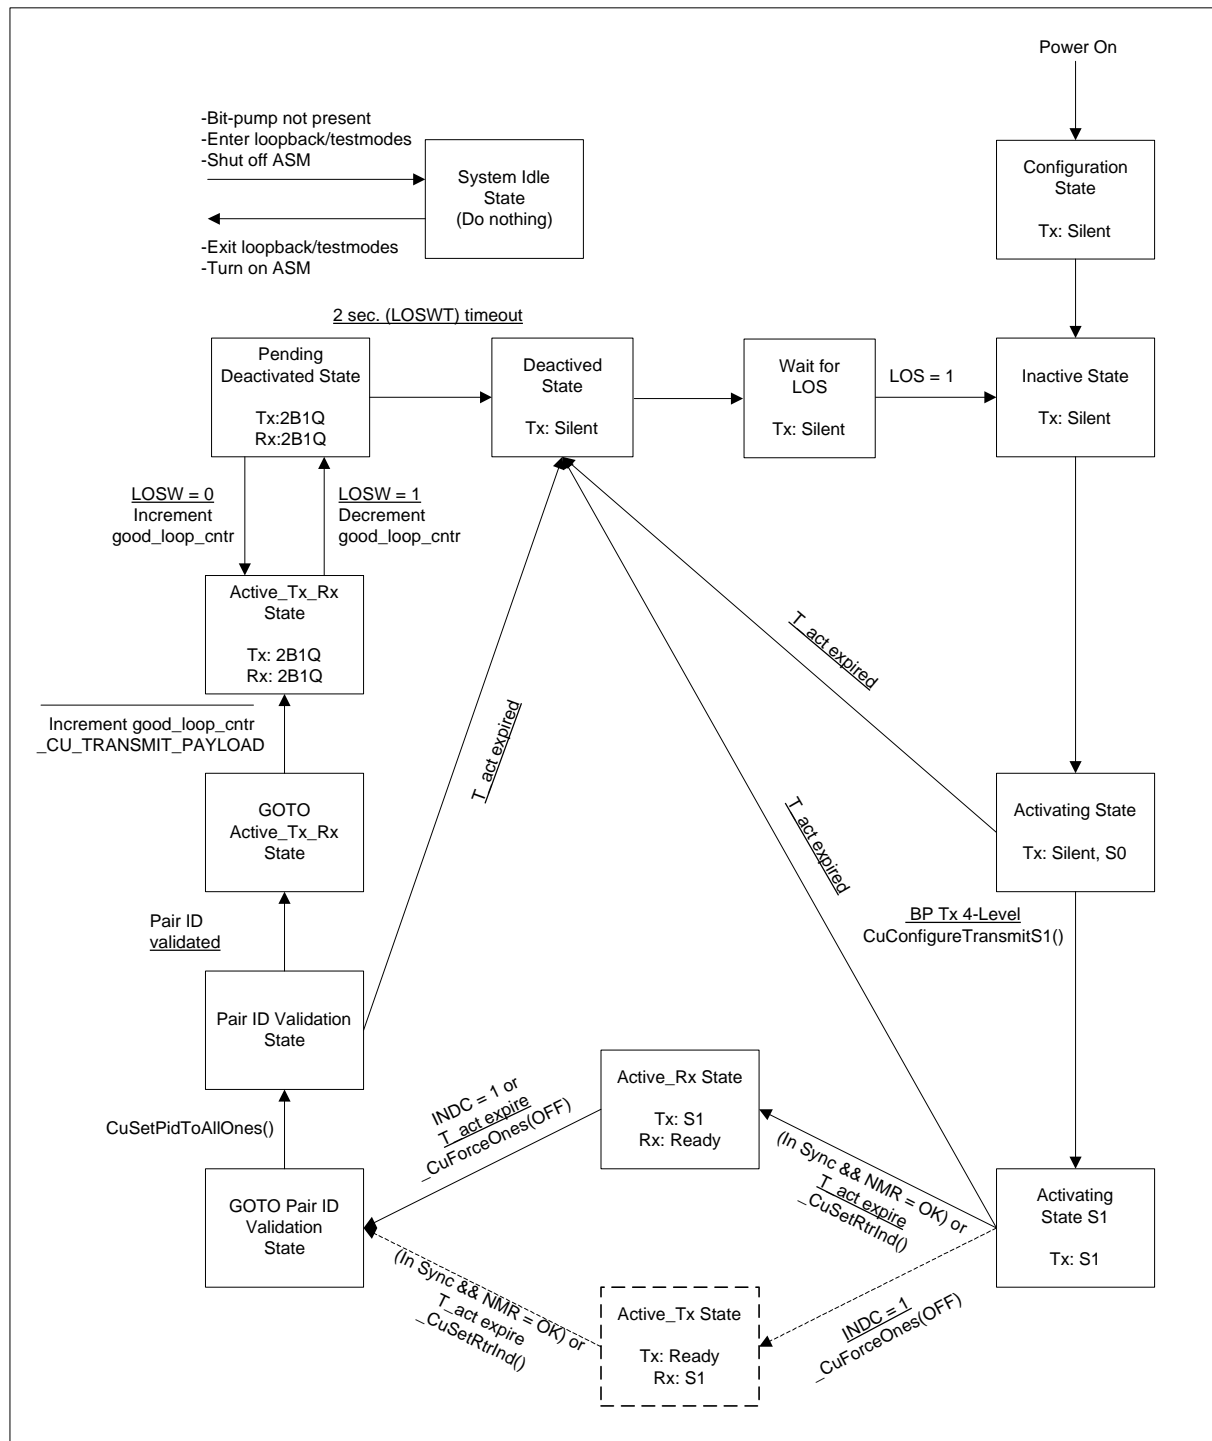 Power On
-Bit-pump not present
-Enter loopback/testmodes
-Shut off ASM
System Idle
State
(Do nothing)
-Exit loopback/testmodes
-Turn on ASM
Configuration
State
Tx: Silent
2 sec. (LOSWT) timeout
Pending
Deactivated State
Tx:2B1Q
Rx:2B1Q
Deactived
State
Tx: Silent
Wait for
LOS
Tx: Silent
LOS = 1
Inactive State
Tx: Silent
LOSW = 0
Increment
good_loop_cntr
LOSW = 1
Decrement
good_loop_cntr
Active_Tx_Rx
State
Tx: 2B1Q
Rx: 2B1Q
T_act expired
T_act expired
T_act expired
Increment good_loop_cntr
_CU_TRANSMIT_PAYLOAD
GOTO
Active_Tx_Rx
State
Activating State
Tx: Silent, S0
Pair ID
validated
BP Tx 4-Level
CuConfigureTransmitS1()
Pair ID Validation
State
Active_Rx State
Tx: S1
Rx: Ready
INDC = 1 or
T_act expire
_CuForceOnes(OFF)
(In Sync && NMR = OK) or
T_act expire
_CuSetRtrInd()
CuSetPidToAllOnes()
GOTO Pair ID
Validation
State
Activating
State S1
Tx: S1
(In Sync && NMR = OK) or
T_act expire
_CuSetRtrInd()
Active_Tx State
Tx: Ready
Rx: S1
INDC = 1
_CuForceOnes(OFF)